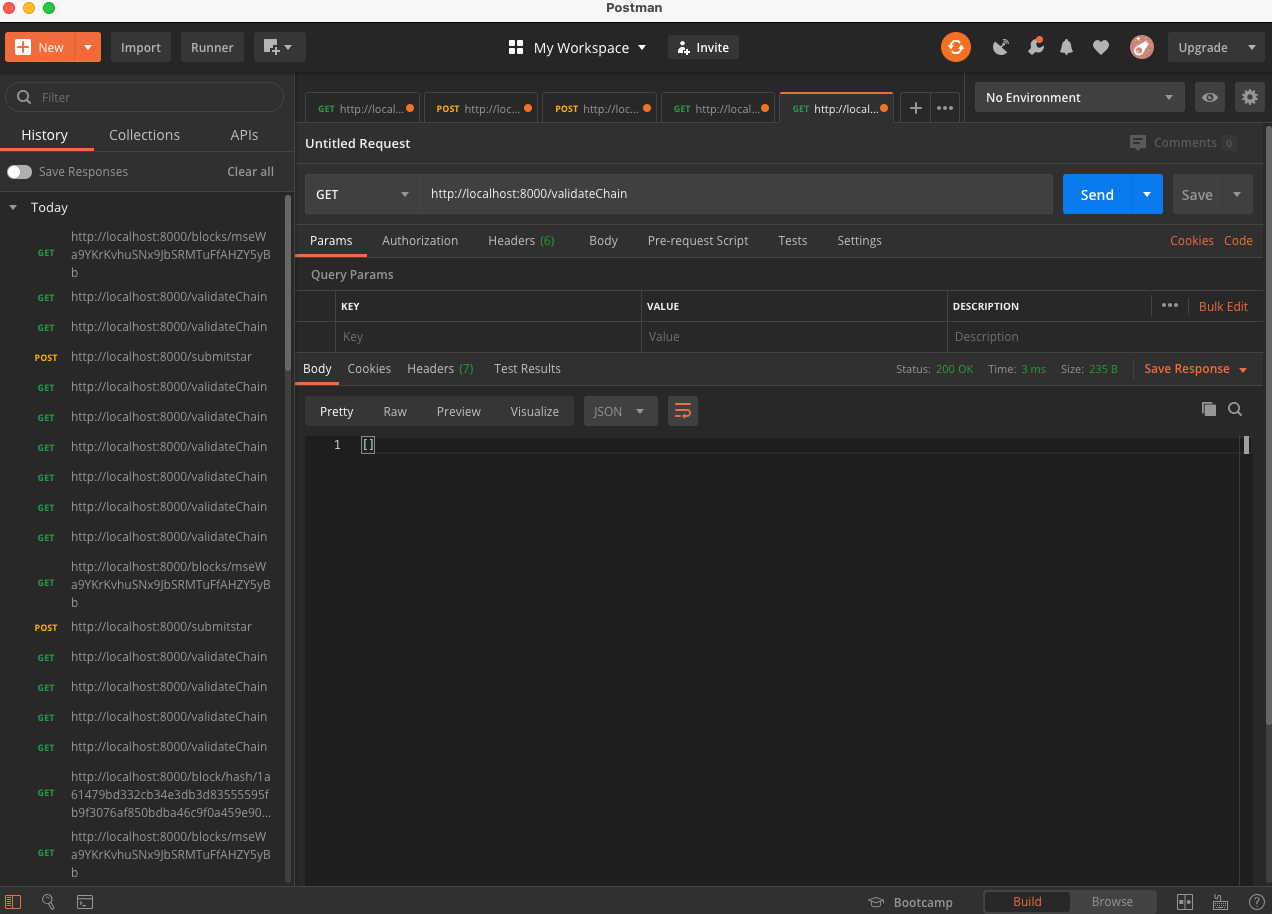 Postman
New
Import
Runner
My Workspace
Invite
Upgrade
Filter
History
Collections
APIs
Save Responses
Clear all
Today
GET
http://localhost:8000/blocks/mseW
a9YKrKvhuSNx9JbSRMTuFfAHZY5yB
b
GET http://localhost:8000/validateChain
GET http://localhost:8000/validateChain
POST http://localhost:8000/submitstar
GET http://localhost:8000/validateChain
GET http://localhost:8000/validateChain
GET http://localhost:8000/validateChain
GET http://localhost:8000/validateChain
GET http://localhost:8000/validateChain
GET http://localhost:8000/validateChain
GET
http://localhost:8000/blocks/mseW
a9YKrKvhuSNx9JbSRMTuFfAHZY5yB
b
POST http://localhost:8000/submitstar
GET http://localhost:8000/validateChain
GET http://localhost:8000/validateChain
GET http://localhost:8000/validateChain
GET http://localhost:8000/validateChain
GET
http://localhost:8000/block/hash/1a
61479bd332cb34e3db3d83555595f
b9f3076af850bdba46c9f0a459e90...
GET
http://localhost:8000/blocks/mseW
a9YKrKvhuSNx9JbSRMTuFfAHZY5yB
b
GET http://local...
POST http://loc...
POST http://loc...
GET http://local...
GET http://local...
No Environment
Untitled Request
Comments 0
GET
http://localhost:8000/validateChain
Send
Save
Params
Authorization
Headers (6)
Body
Pre-request Script
Tests
Settings
Cookies
Code
Query Params
KEY
VALUE
DESCRIPTION
Bulk Edit
Key
Value
Description
Body
Cookies
Headers (7)
Test Results
Status: 200 OK
Time: 3 ms
Size: 235 B
Save Response
Pretty
Raw
Preview
Visualize
JSON
1 []
Bootcamp
Build
Browse